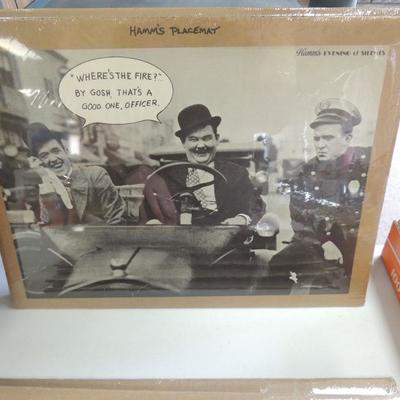 HAMM'S PLACEMAT
Hamm's EVENING of SILENTS
"WHERE'S THE FIRE?"...
BY GOSH THAT'S A
GOOD ONE, OFFICER.